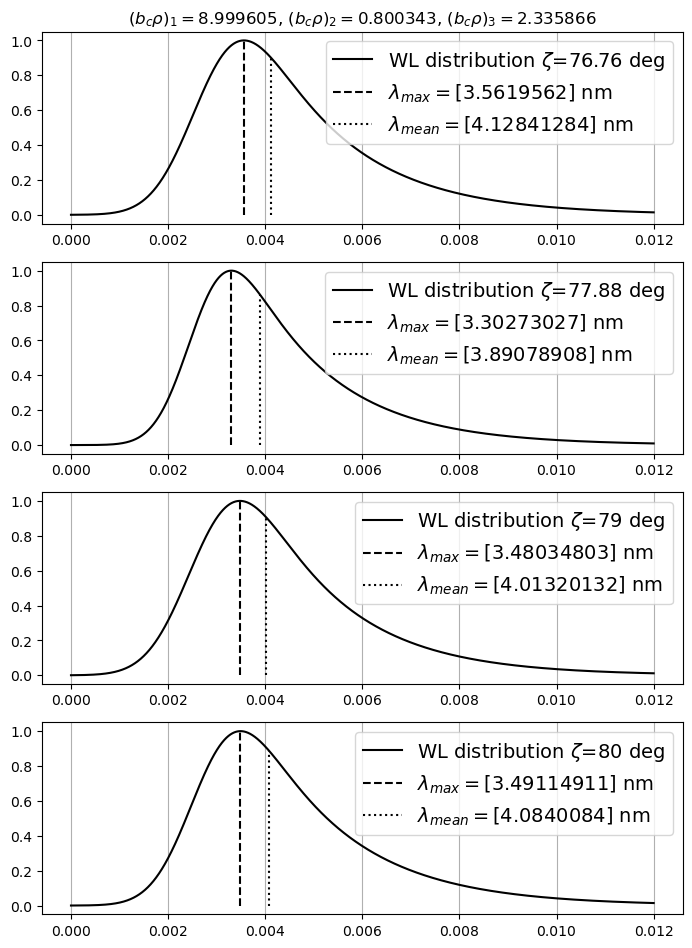 (b_cρ)_1 = 8.999605, (b_cρ)_2 = 0.800343, (b_cρ)_3 = 2.335866
1.0
0.8
0.6
0.4
0.2
0.0
WL distribution ζ=76.76 deg
λ_max = [3.5619562] nm
λ_mean = [4.12841284] nm
0.000 0.002 0.004 0.006 0.008 0.010 0.012
1.0
0.8
0.6
0.4
0.2
0.0
WL distribution ζ=77.88 deg
λ_max = [3.30273027] nm
λ_mean = [3.89078908] nm
0.000 0.002 0.004 0.006 0.008 0.010 0.012
1.0
0.8
0.6
0.4
0.2
0.0
WL distribution ζ=79 deg
λ_max = [3.48034803] nm
λ_mean = [4.01320132] nm
0.000 0.002 0.004 0.006 0.008 0.010 0.012
1.0
0.8
0.6
0.4
0.2
0.0
WL distribution ζ=80 deg
λ_max = [3.49114911] nm
λ_mean = [4.0840084] nm
0.000 0.002 0.004 0.006 0.008 0.010 0.012